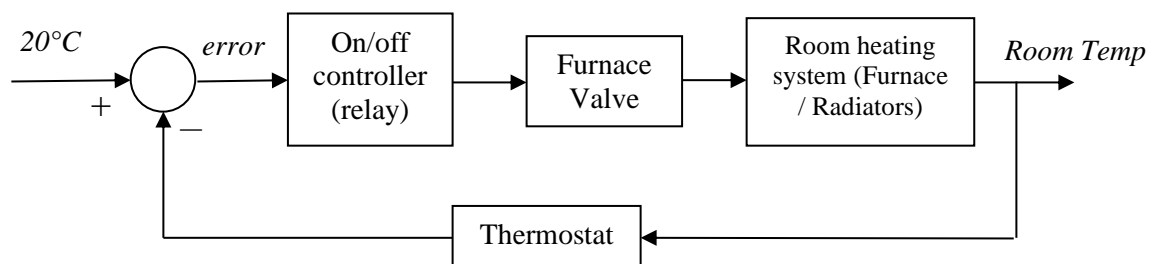 20°C
error
On/off
controller
(relay)
Furnace
Valve
Room heating
system (Furnace
/ Radiators)
Room Temp
+
—
Thermostat